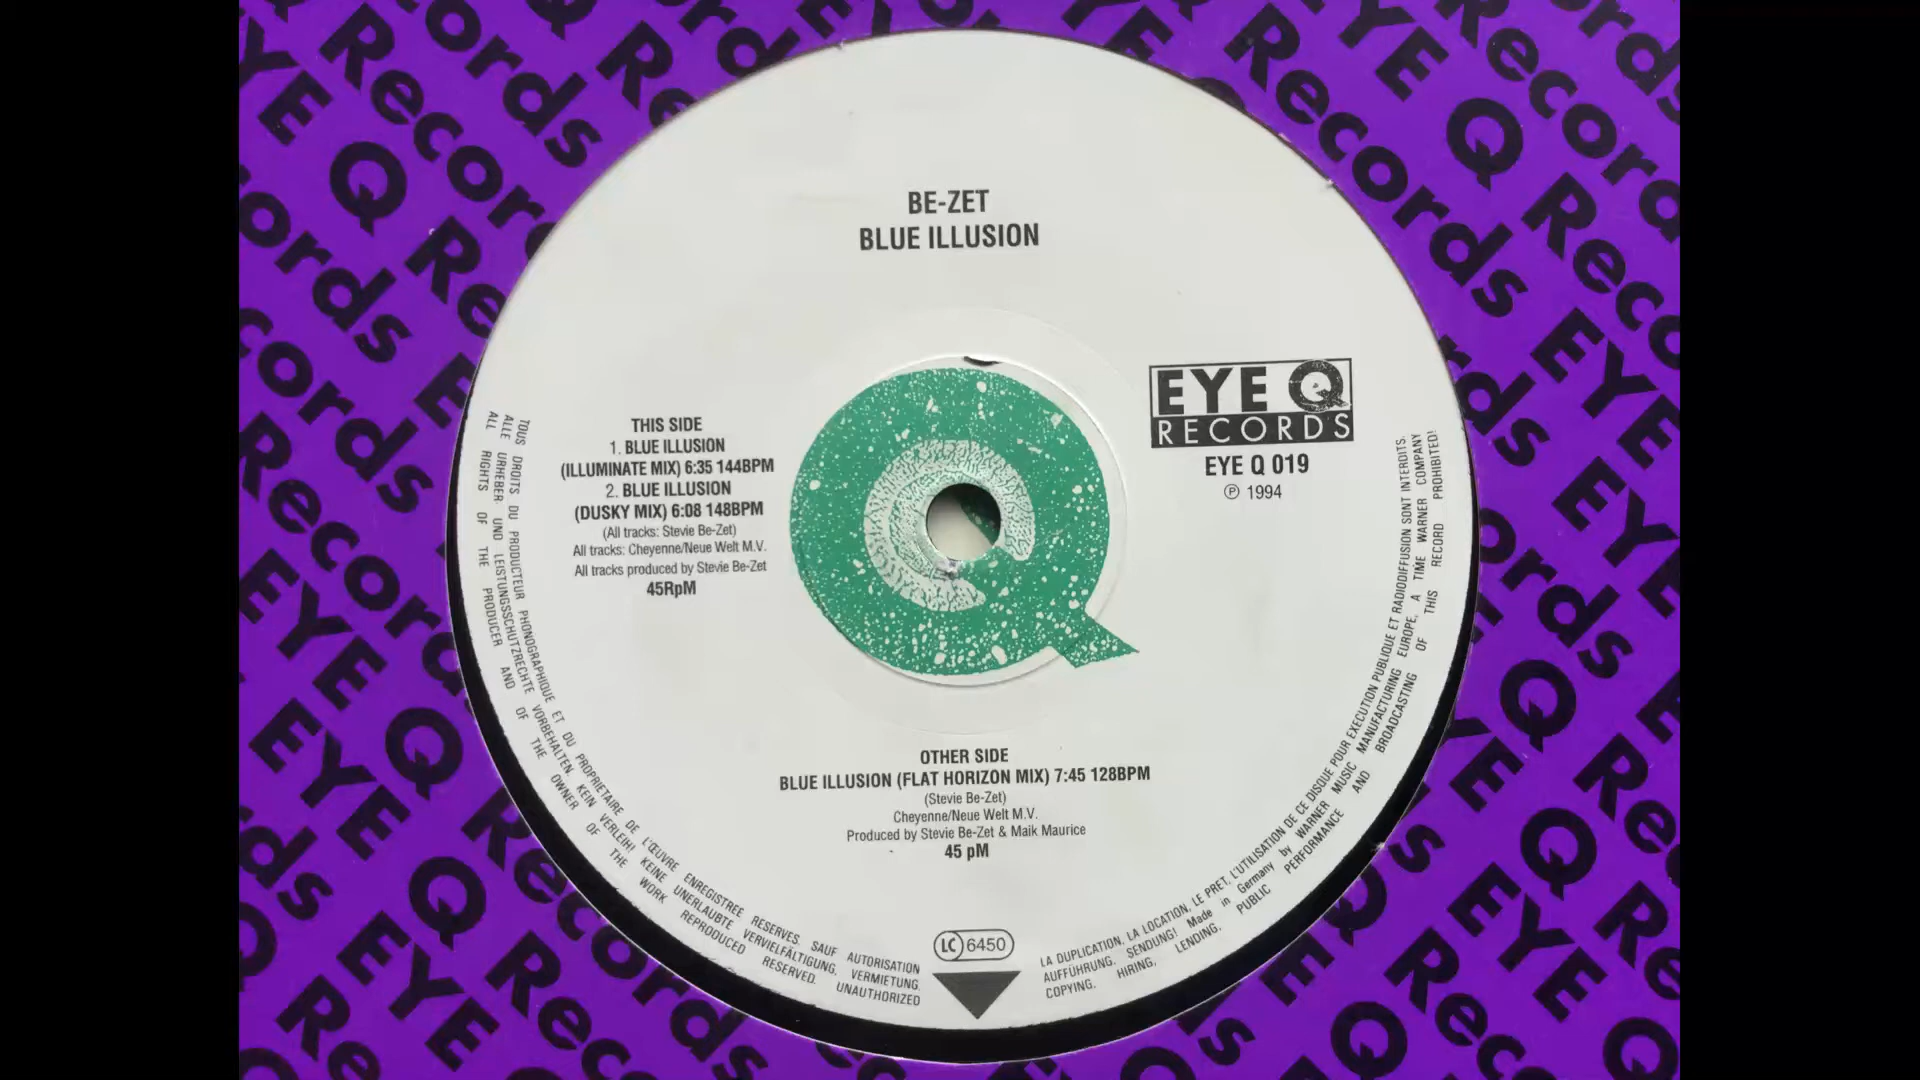 BE-ZET
BLUE ILLUSION
EYE Q
RECORDS
EYE Q 019
℗ 1994
THIS SIDE
1. BLUE ILLUSION
(ILLUMINATE MIX) 6:35 144BPM
2. BLUE ILLUSION
(DUSKY MIX) 6:08 148BPM
(All tracks: Stevie Be-Zet)
All tracks: Cheyenne/Neue Welt M.V.
All tracks produced by Stevie Be-Zet
45RpM
OTHER SIDE
BLUE ILLUSION (FLAT HORIZON MIX) 7:45 128BPM
(Stevie Be-Zet)
Cheyenne/Neue Welt M.V.
Produced by Stevie Be-Zet & Maik Maurice
45 pM
LC 6450
TOUS DROITS DU PRODUCTEUR PHONOGRAPHIQUE ET DU PROPRIETAIRE DE L'ŒUVRE ENREGISTREE RESERVES. SAUF AUTORISATION
LA DUPLICATION, LA LOCATION, LE PRET, L'UTILISATION DE CE DISQUE POUR EXECUTION PUBLIQUE ET RADIODIFFUSION SONT INTERDITS.
ALLE URHEBER UND LEISTUNGSSCHUTZRECHTE VORBEHALTEN. KEIN VERLEIH! KEINE UNERLAUBTE VERVIELFÄLTIGUNG, VERMIETUNG,
AUFFÜHRUNG, SENDUNG! Made in Germany by WARNER MUSIC MANUFACTURING EUROPE, A TIME WARNER COMPANY
ALL RIGHTS OF THE PRODUCER AND OF THE OWNER OF THE WORK REPRODUCED RESERVED. UNAUTHORIZED
COPYING, HIRING, LENDING, PUBLIC PERFORMANCE AND BROADCASTING OF THIS RECORD PROHIBITED!
EYE Q Records